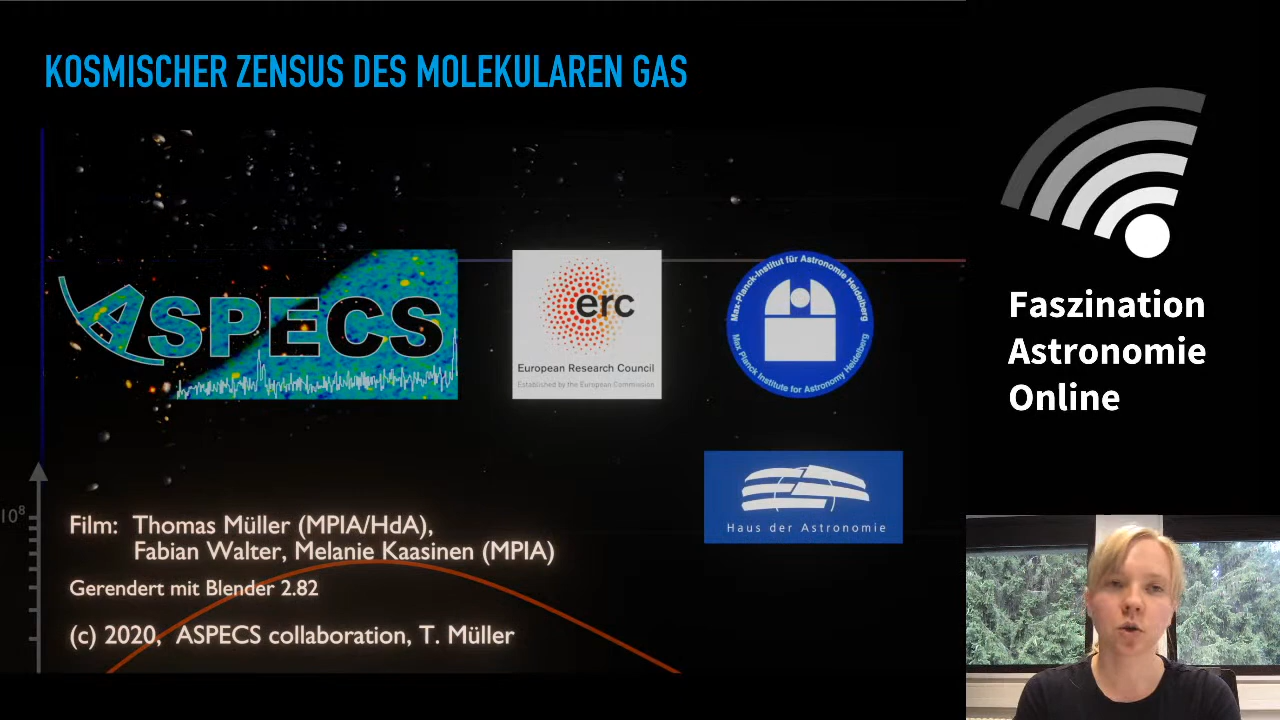 KOSMISCHER ZENSUS DES MOLEKULAREN GAS
ASPECS
erc
European Research Council
Established by the European Commission
Max-Planck-Institut für Astronomie Heidelberg
Max Planck Institute for Astronomy Heidelberg
Haus der Astronomie
10⁸
Film: Thomas Müller (MPIA/HdA),
Fabian Walter, Melanie Kaasinen (MPIA)
Gerendert mit Blender 2.82
(c) 2020, ASPECS collaboration, T. Müller
Faszination
Astronomie
Online